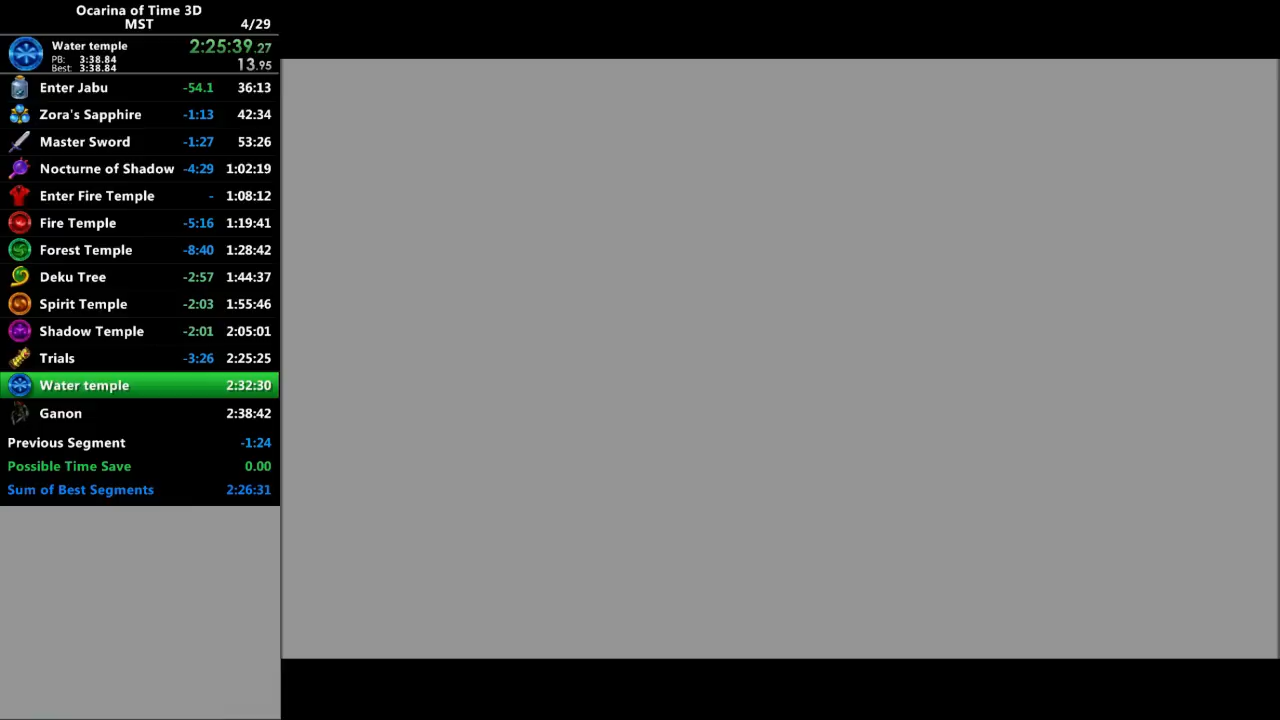 Ocarina of Time 3D
MST 4/29
Water temple 2:25:39.27
PB: 3:38.84 13.95
Best: 3:38.84
Enter Jabu -54.1 36:13
Zora's Sapphire -1:13 42:34
Master Sword -1:27 53:26
Nocturne of Shadow -4:29 1:02:19
Enter Fire Temple - 1:08:12
Fire Temple -5:16 1:19:41
Forest Temple -8:40 1:28:42
Deku Tree -2:57 1:44:37
Spirit Temple -2:03 1:55:46
Shadow Temple -2:01 2:05:01
Trials -3:26 2:25:25
Water temple 2:32:30
Ganon 2:38:42
Previous Segment -1:24
Possible Time Save 0.00
Sum of Best Segments 2:26:31